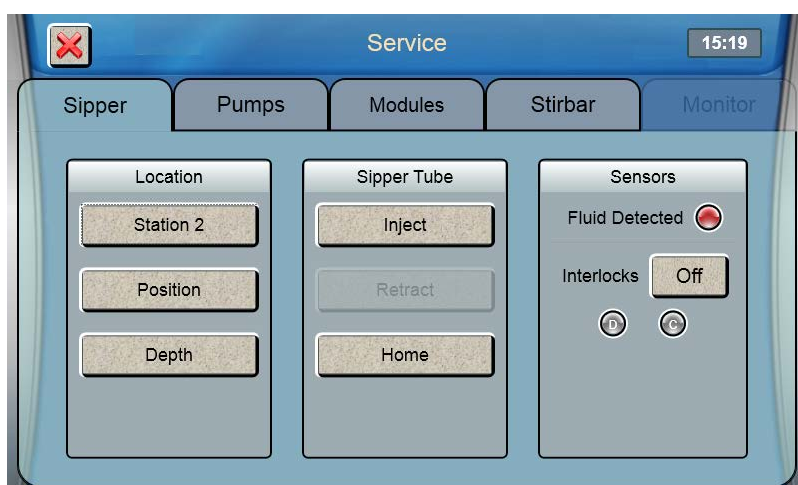 Service
15:19
Sipper
Pumps
Modules
Stirbar
Monitor
Location
Station 2
Position
Depth
Sipper Tube
Inject
Retract
Home
Sensors
Fluid Detected
Interlocks
Off
D
C